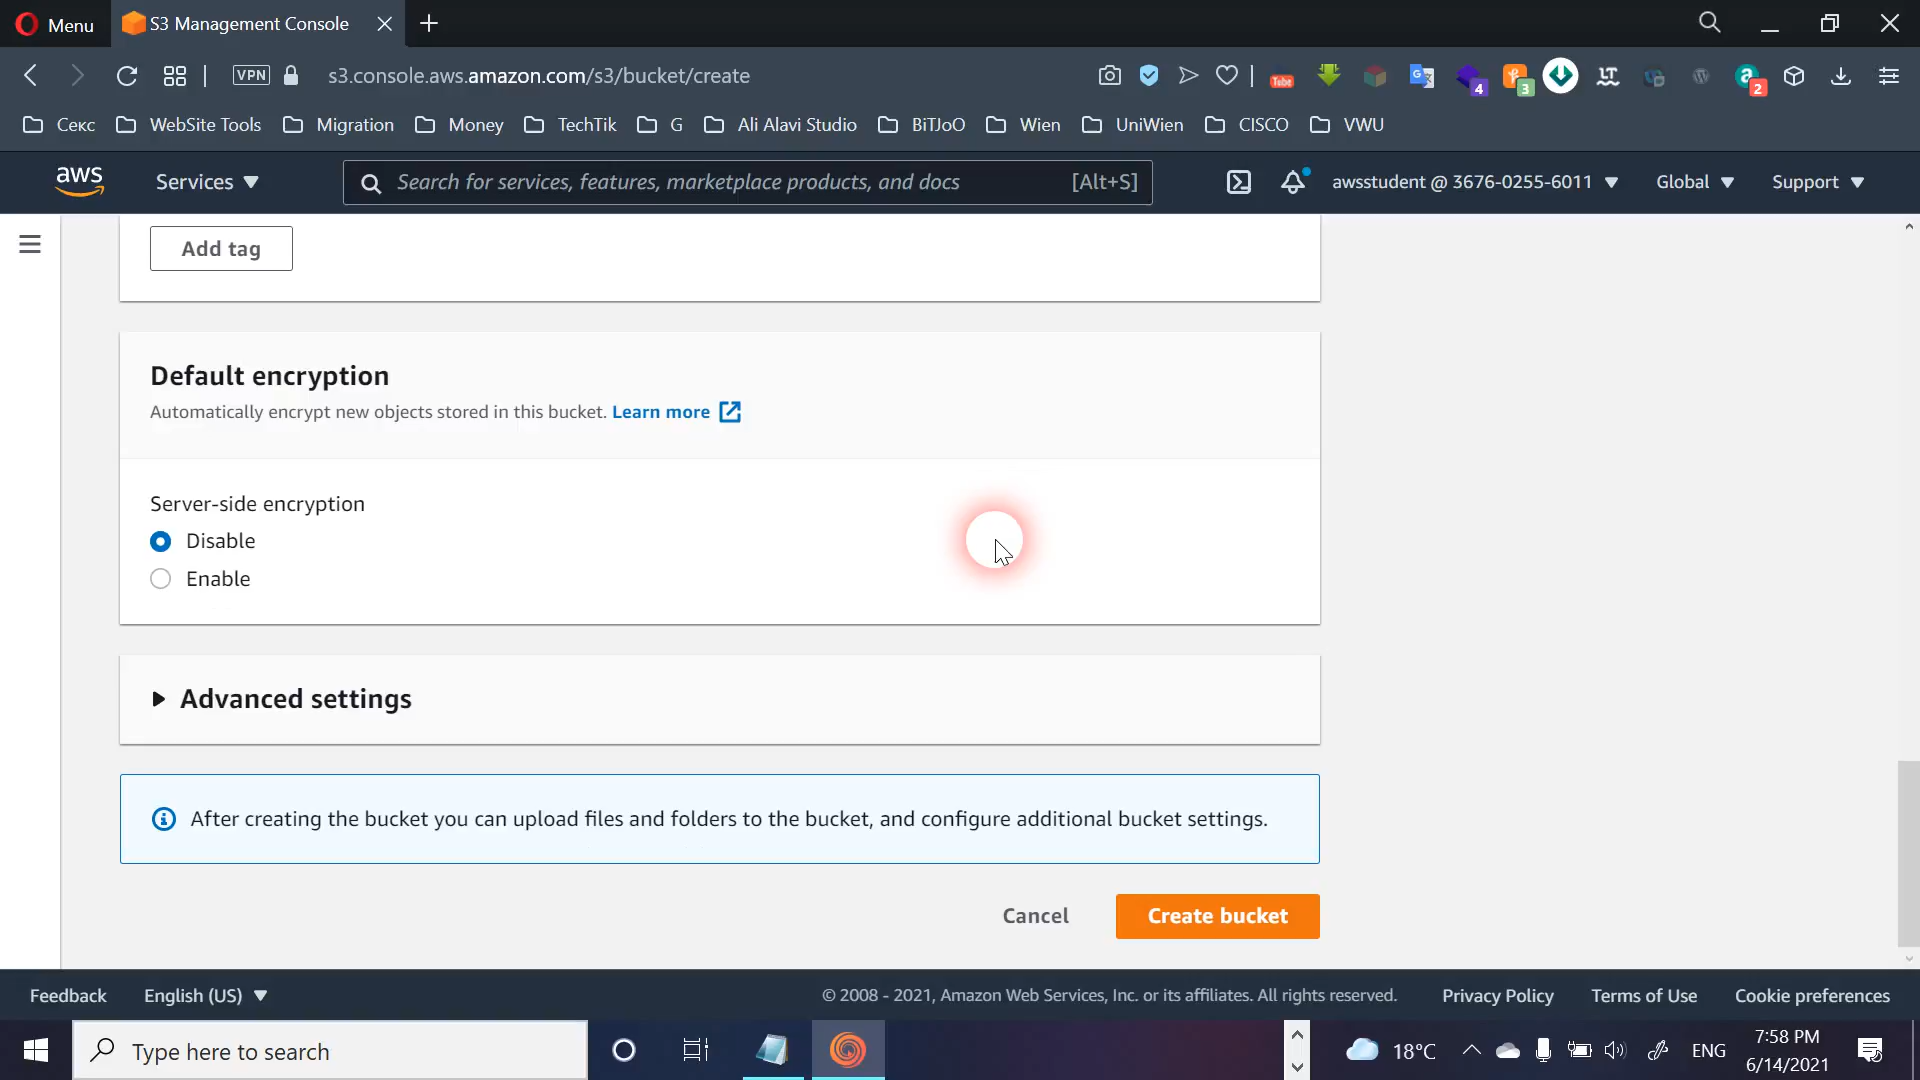 Menu
S3 Management Console
VPN
s3.console.aws.amazon.com/s3/bucket/create
4
3
2
Секс
WebSite Tools
Migration
Money
TechTik
G
Ali Alavi Studio
BiTJoO
Wien
UniWien
CISCO
VWU
aws
Services
Search for services, features, marketplace products, and docs
[Alt+S]
awsstudent @ 3676-0255-6011
Global
Support
Add tag
Default encryption
Automatically encrypt new objects stored in this bucket. Learn more
Server-side encryption
Disable
Enable
Advanced settings
After creating the bucket you can upload files and folders to the bucket, and configure additional bucket settings.
Cancel
Create bucket
Feedback
English (US)
© 2008 - 2021, Amazon Web Services, Inc. or its affiliates. All rights reserved.
Privacy Policy
Terms of Use
Cookie preferences
Type here to search
18°C
ENG
7:58 PM
6/14/2021